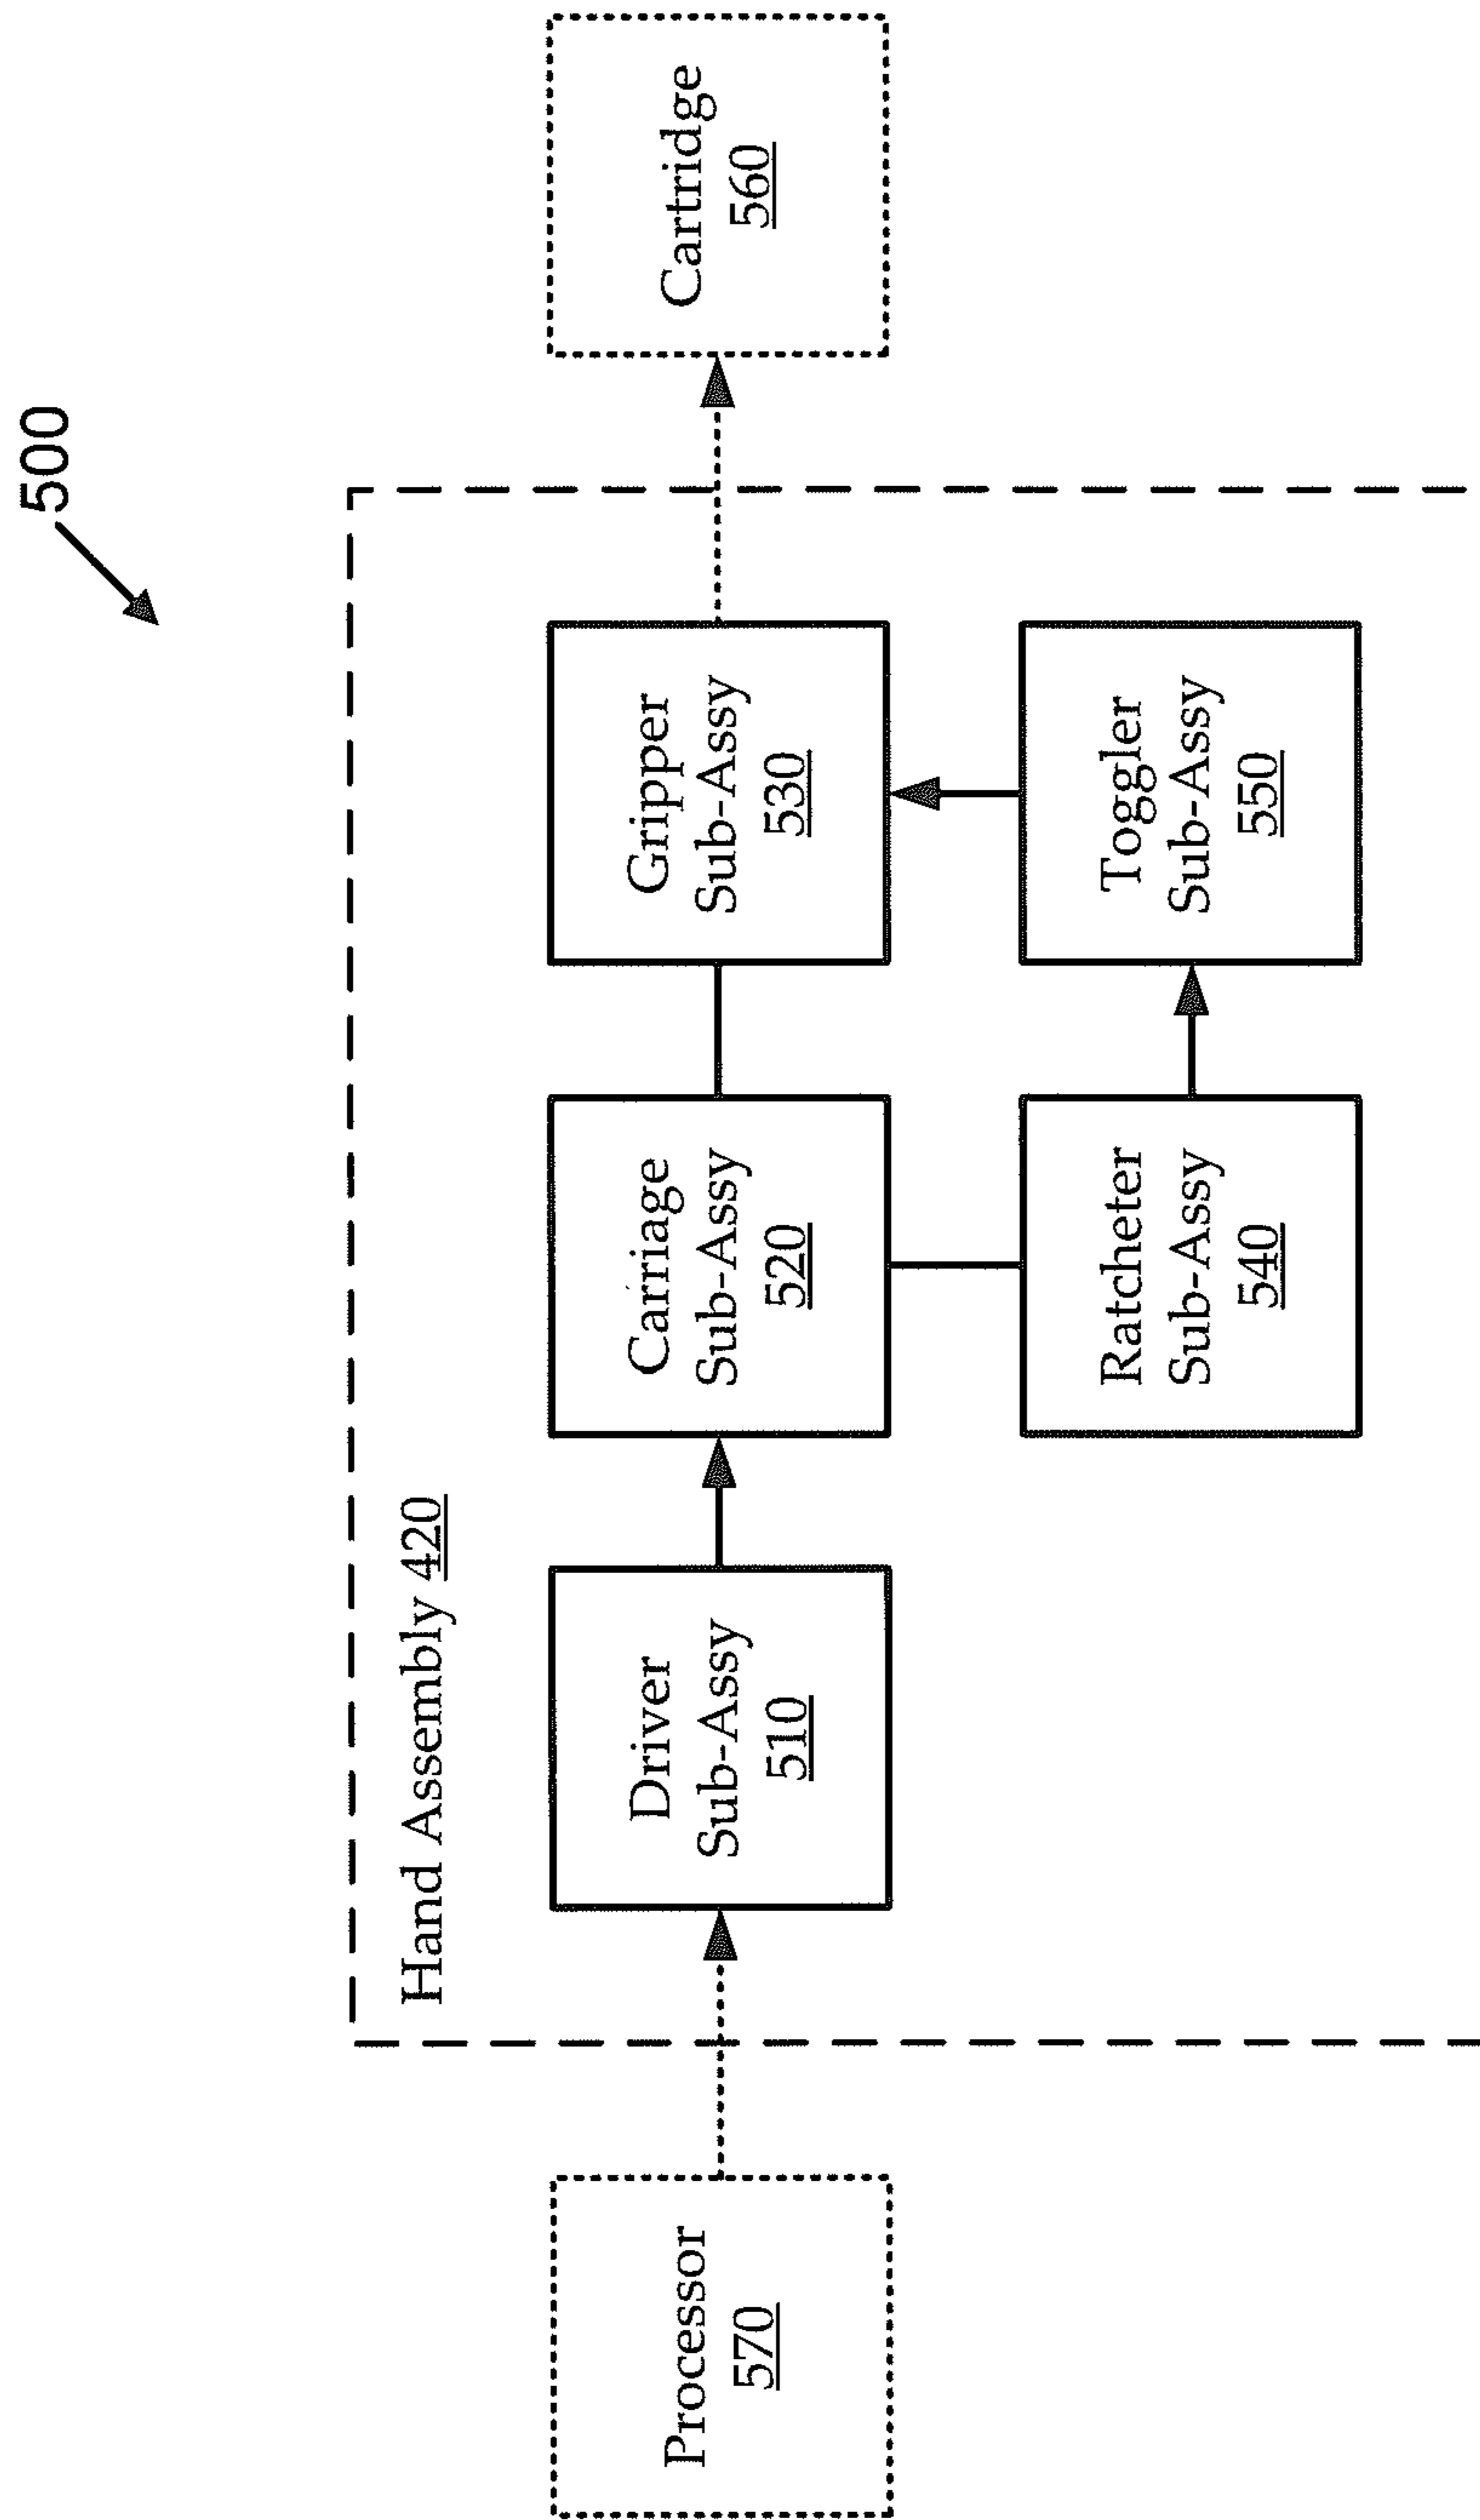 500
Hand Assembly 420
Processor
570
Driver
Sub-Assy
510
Carriage
Sub-Assy
520
Gripper
Sub-Assy
530
Cartridge
560
Ratcheter
Sub-Assy
540
Toggler
Sub-Assy
550